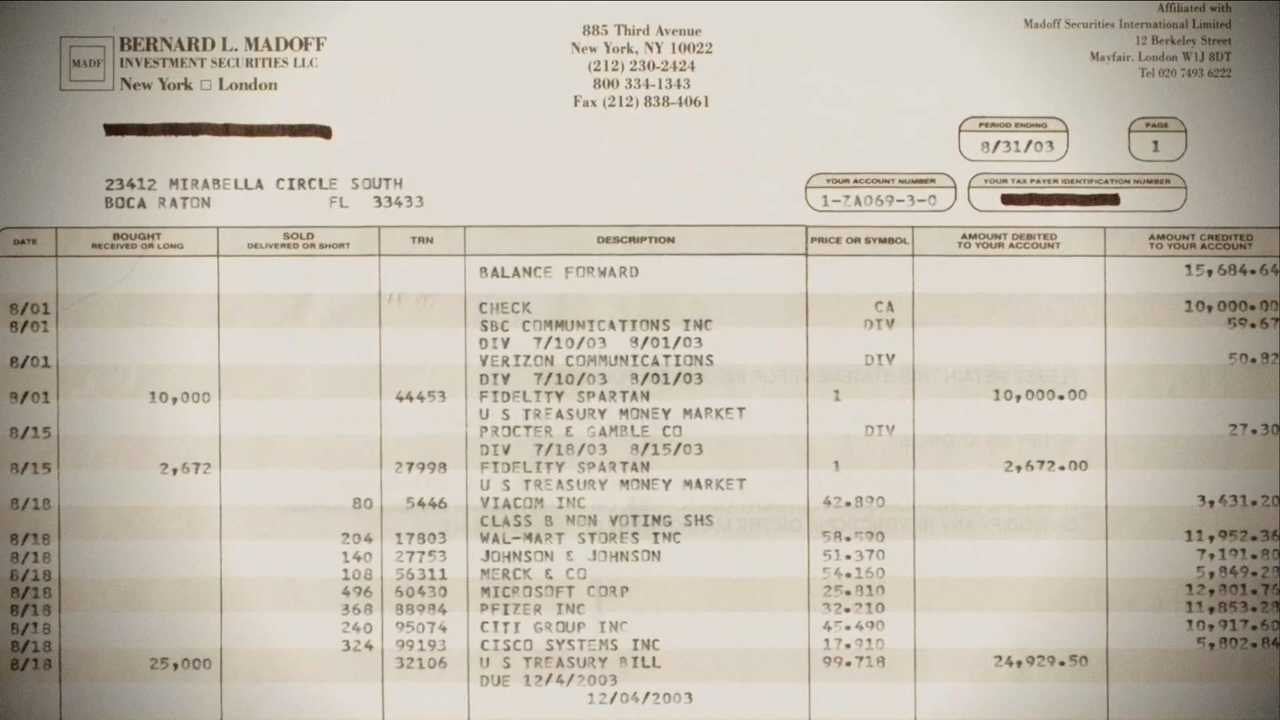 Affiliated with
Madoff Securities International Limited
12 Berkeley Street
Mayfair, London W1J 8DT
Tel 020 7493 6222
885 Third Avenue
New York, NY 10022
(212) 230-2424
800 334-1343
Fax (212) 838-4061
MADF
BERNARD L. MADOFF
INVESTMENT SECURITIES LLC
New York □ London
PERIOD ENDING
8/31/03
PAGE
1
23412 MIRABELLA CIRCLE SOUTH
BOCA RATON FL 33433
YOUR ACCOUNT NUMBER
1-ZA069-3-0
YOUR TAX PAYER IDENTIFICATION NUMBER
DATE BOUGHT RECEIVED OR LONG SOLD DELIVERED OR SHORT TRN DESCRIPTION PRICE OR SYMBOL AMOUNT DEBITED TO YOUR ACCOUNT AMOUNT CREDITED TO YOUR ACCOUNT
BALANCE FORWARD 15,684.64
8/01 CHECK CA 10,000.00
8/01 SBC COMMUNICATIONS INC DIV 59.67
DIV 7/10/03 8/01/03
8/01 VERIZON COMMUNICATIONS DIV 50.82
DIV 7/10/03 8/01/03
8/01 10,000 44453 FIDELITY SPARTAN 1 10,000.00
U S TREASURY MONEY MARKET
8/15 PROCTER & GAMBLE CO DIV 27.30
DIV 7/18/03 8/15/03
8/15 2,672 27998 FIDELITY SPARTAN 1 2,672.00
U S TREASURY MONEY MARKET
8/18 80 5446 VIACOM INC 42.890 3,431.20
CLASS B NON VOTING SHS
8/18 204 17803 WAL-MART STORES INC 58.590 11,952.36
8/18 140 27753 JOHNSON & JOHNSON 51.370 7,191.80
8/18 108 56311 MERCK & CO 54.160 5,849.28
8/18 496 60430 MICROSOFT CORP 25.810 12,801.76
8/18 368 88984 PFIZER INC 32.210 11,853.28
8/18 240 95074 CITI GROUP INC 45.490 10,917.60
8/18 324 99193 CISCO SYSTEMS INC 17.910 5,802.84
8/18 25,000 32106 U S TREASURY BILL 99.718 24,929.50
DUE 12/4/2003
12/04/2003